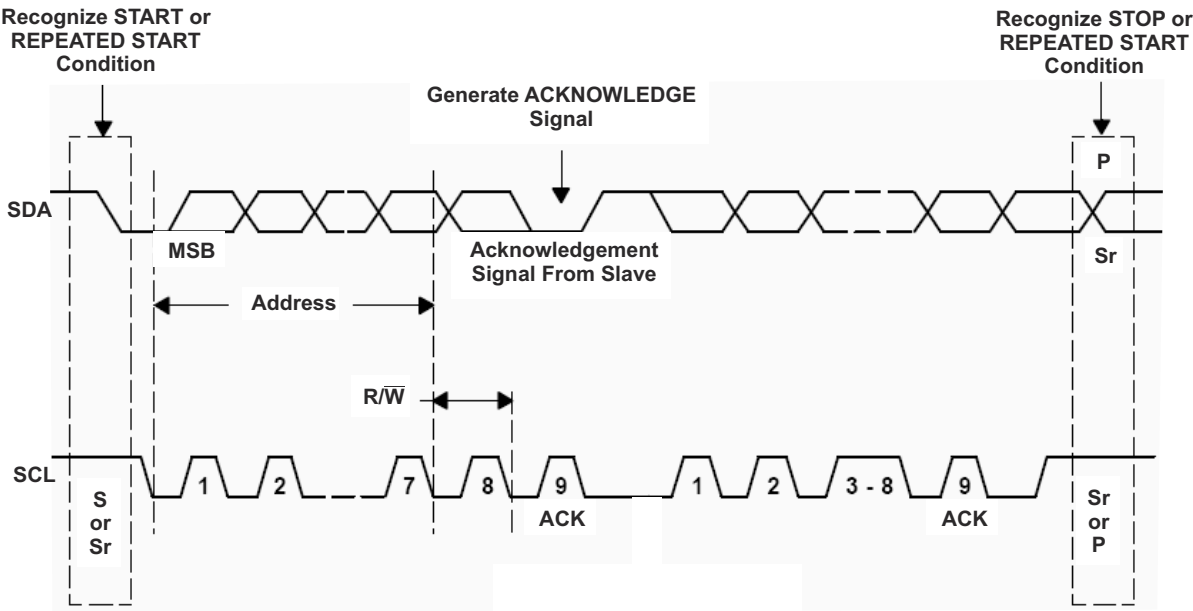 Recognize START or
REPEATED START
Condition
Recognize STOP or
REPEATED START
Condition
Generate ACKNOWLEDGE
Signal
P
SDA
MSB
Acknowledgement
Signal From Slave
Sr
Address
R/W̅
SCL
1
2
7
8
9
1
2
3 - 8
9
S
or
Sr
ACK
ACK
Sr
or
P